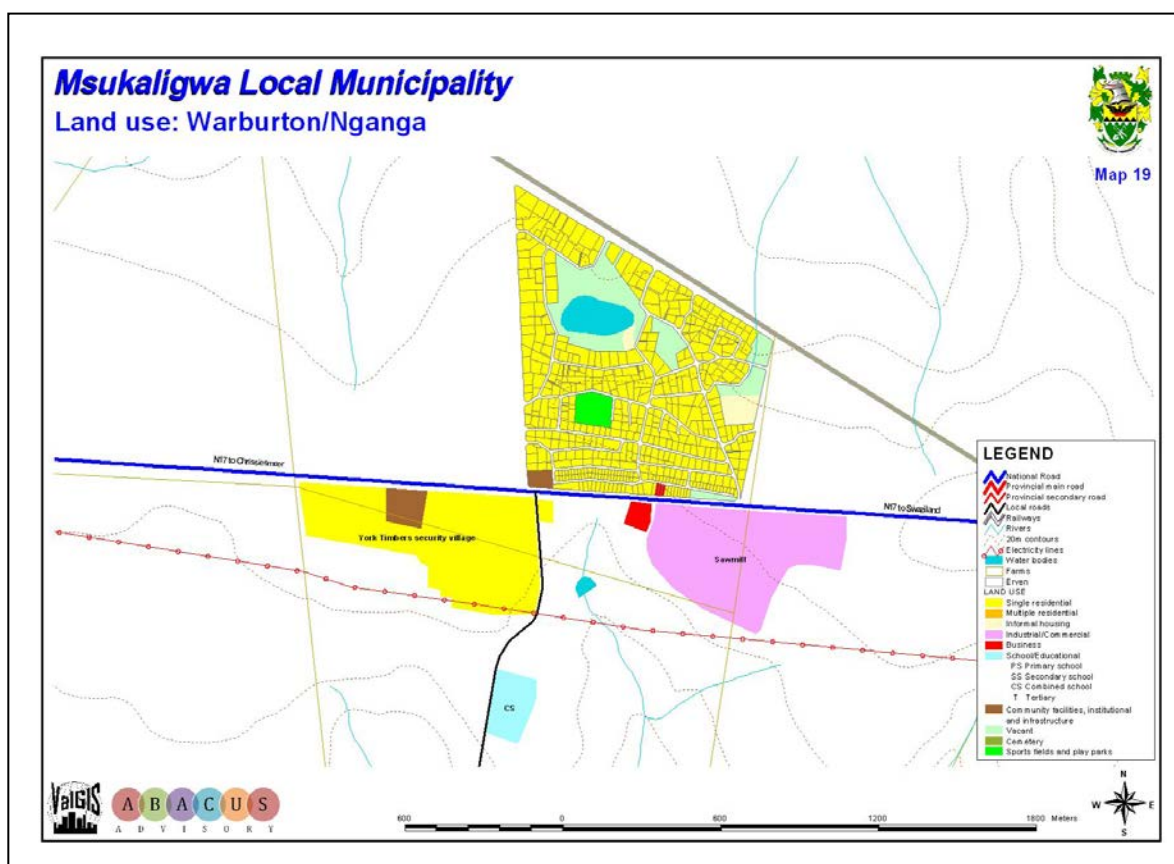 Msukaligwa Local Municipality
Land use: Warburton/Nganga
Map 19
N17 to Chrissiesmeer
N17 to Swaziland
York Timbers security village
Sawmill
CS
LEGEND
National Road
Provincial main road
Provincial secondary road
Local roads
Railways
Rivers
20m contours
Electricity lines
Water bodies
Farms
Erven
LAND USE
Single residential
Multiple residential
Informal housing
Industrial/Commercial
Business
School/Educational
PS Primary school
SS Secondary school
CS Combined school
T Tertiary
Community facilities, institutional
and infrastructure
Vacant
Cemetery
Sports fields and play parks
ValGIS
ABACUS
ADVISORY
600 0 600 1200 1800 Meters
N
W E
S